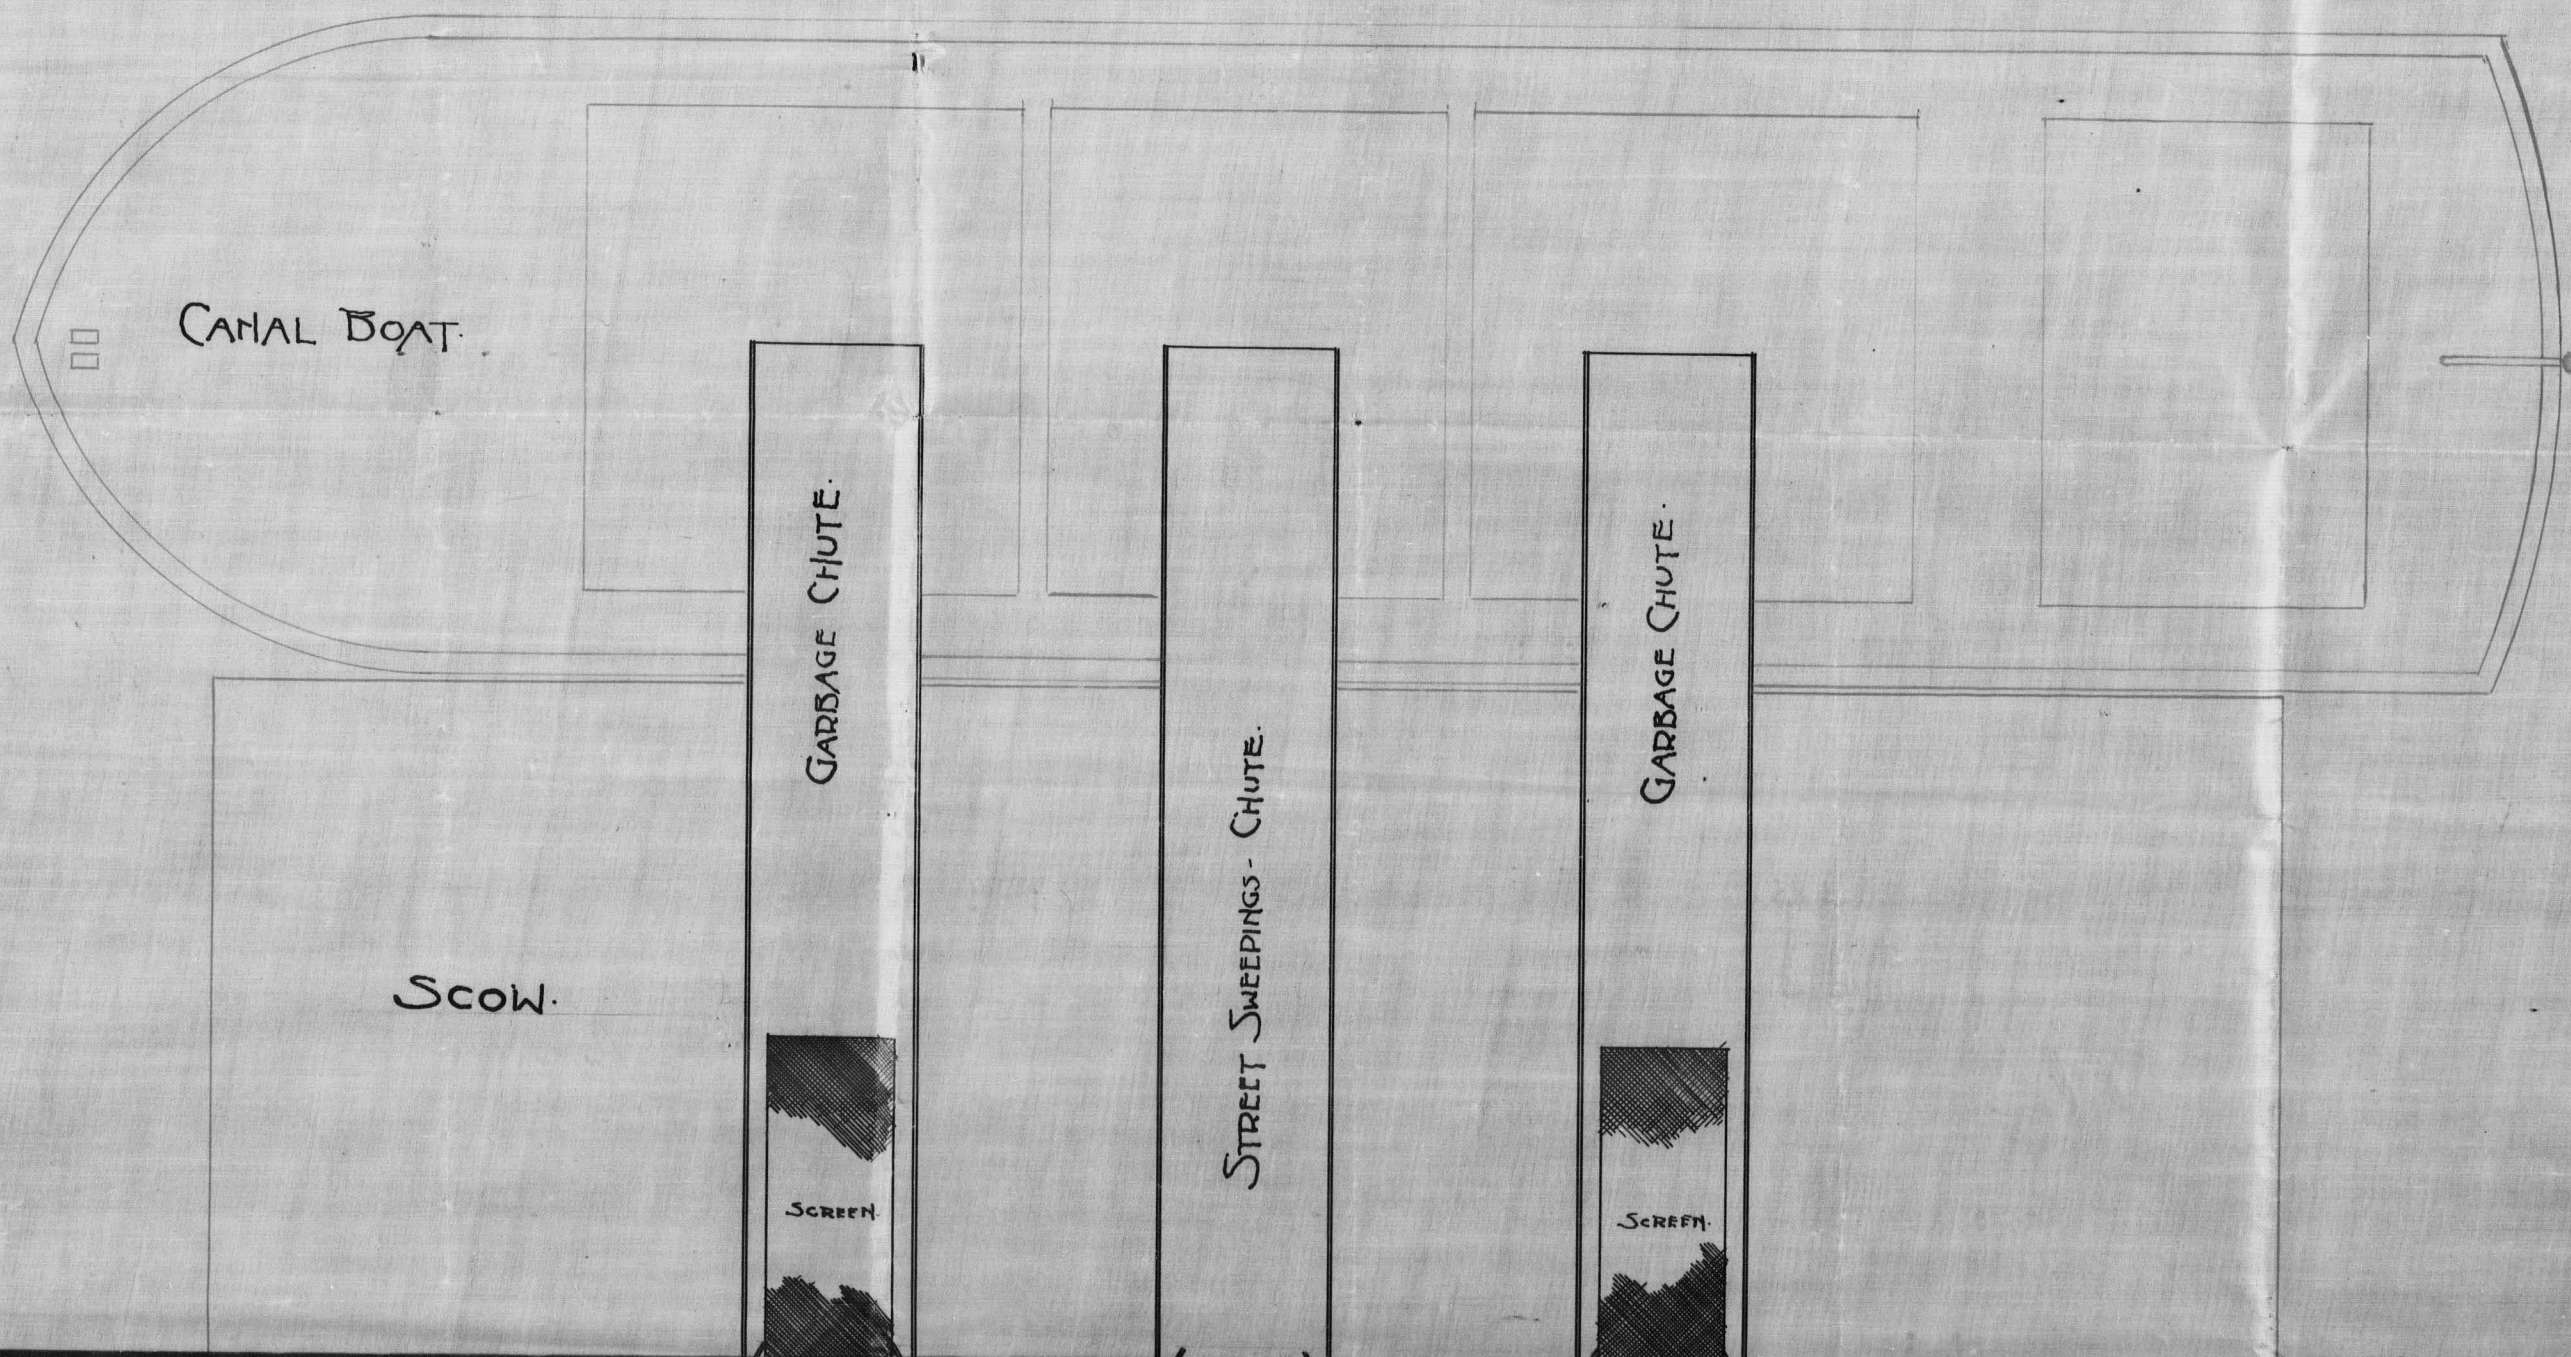 CANAL BOAT.
GARBAGE CHUTE.
STREET SWEEPINGS - CHUTE.
GARBAGE CHUTE.
SCOW.
SCREEN.
SCREEN.